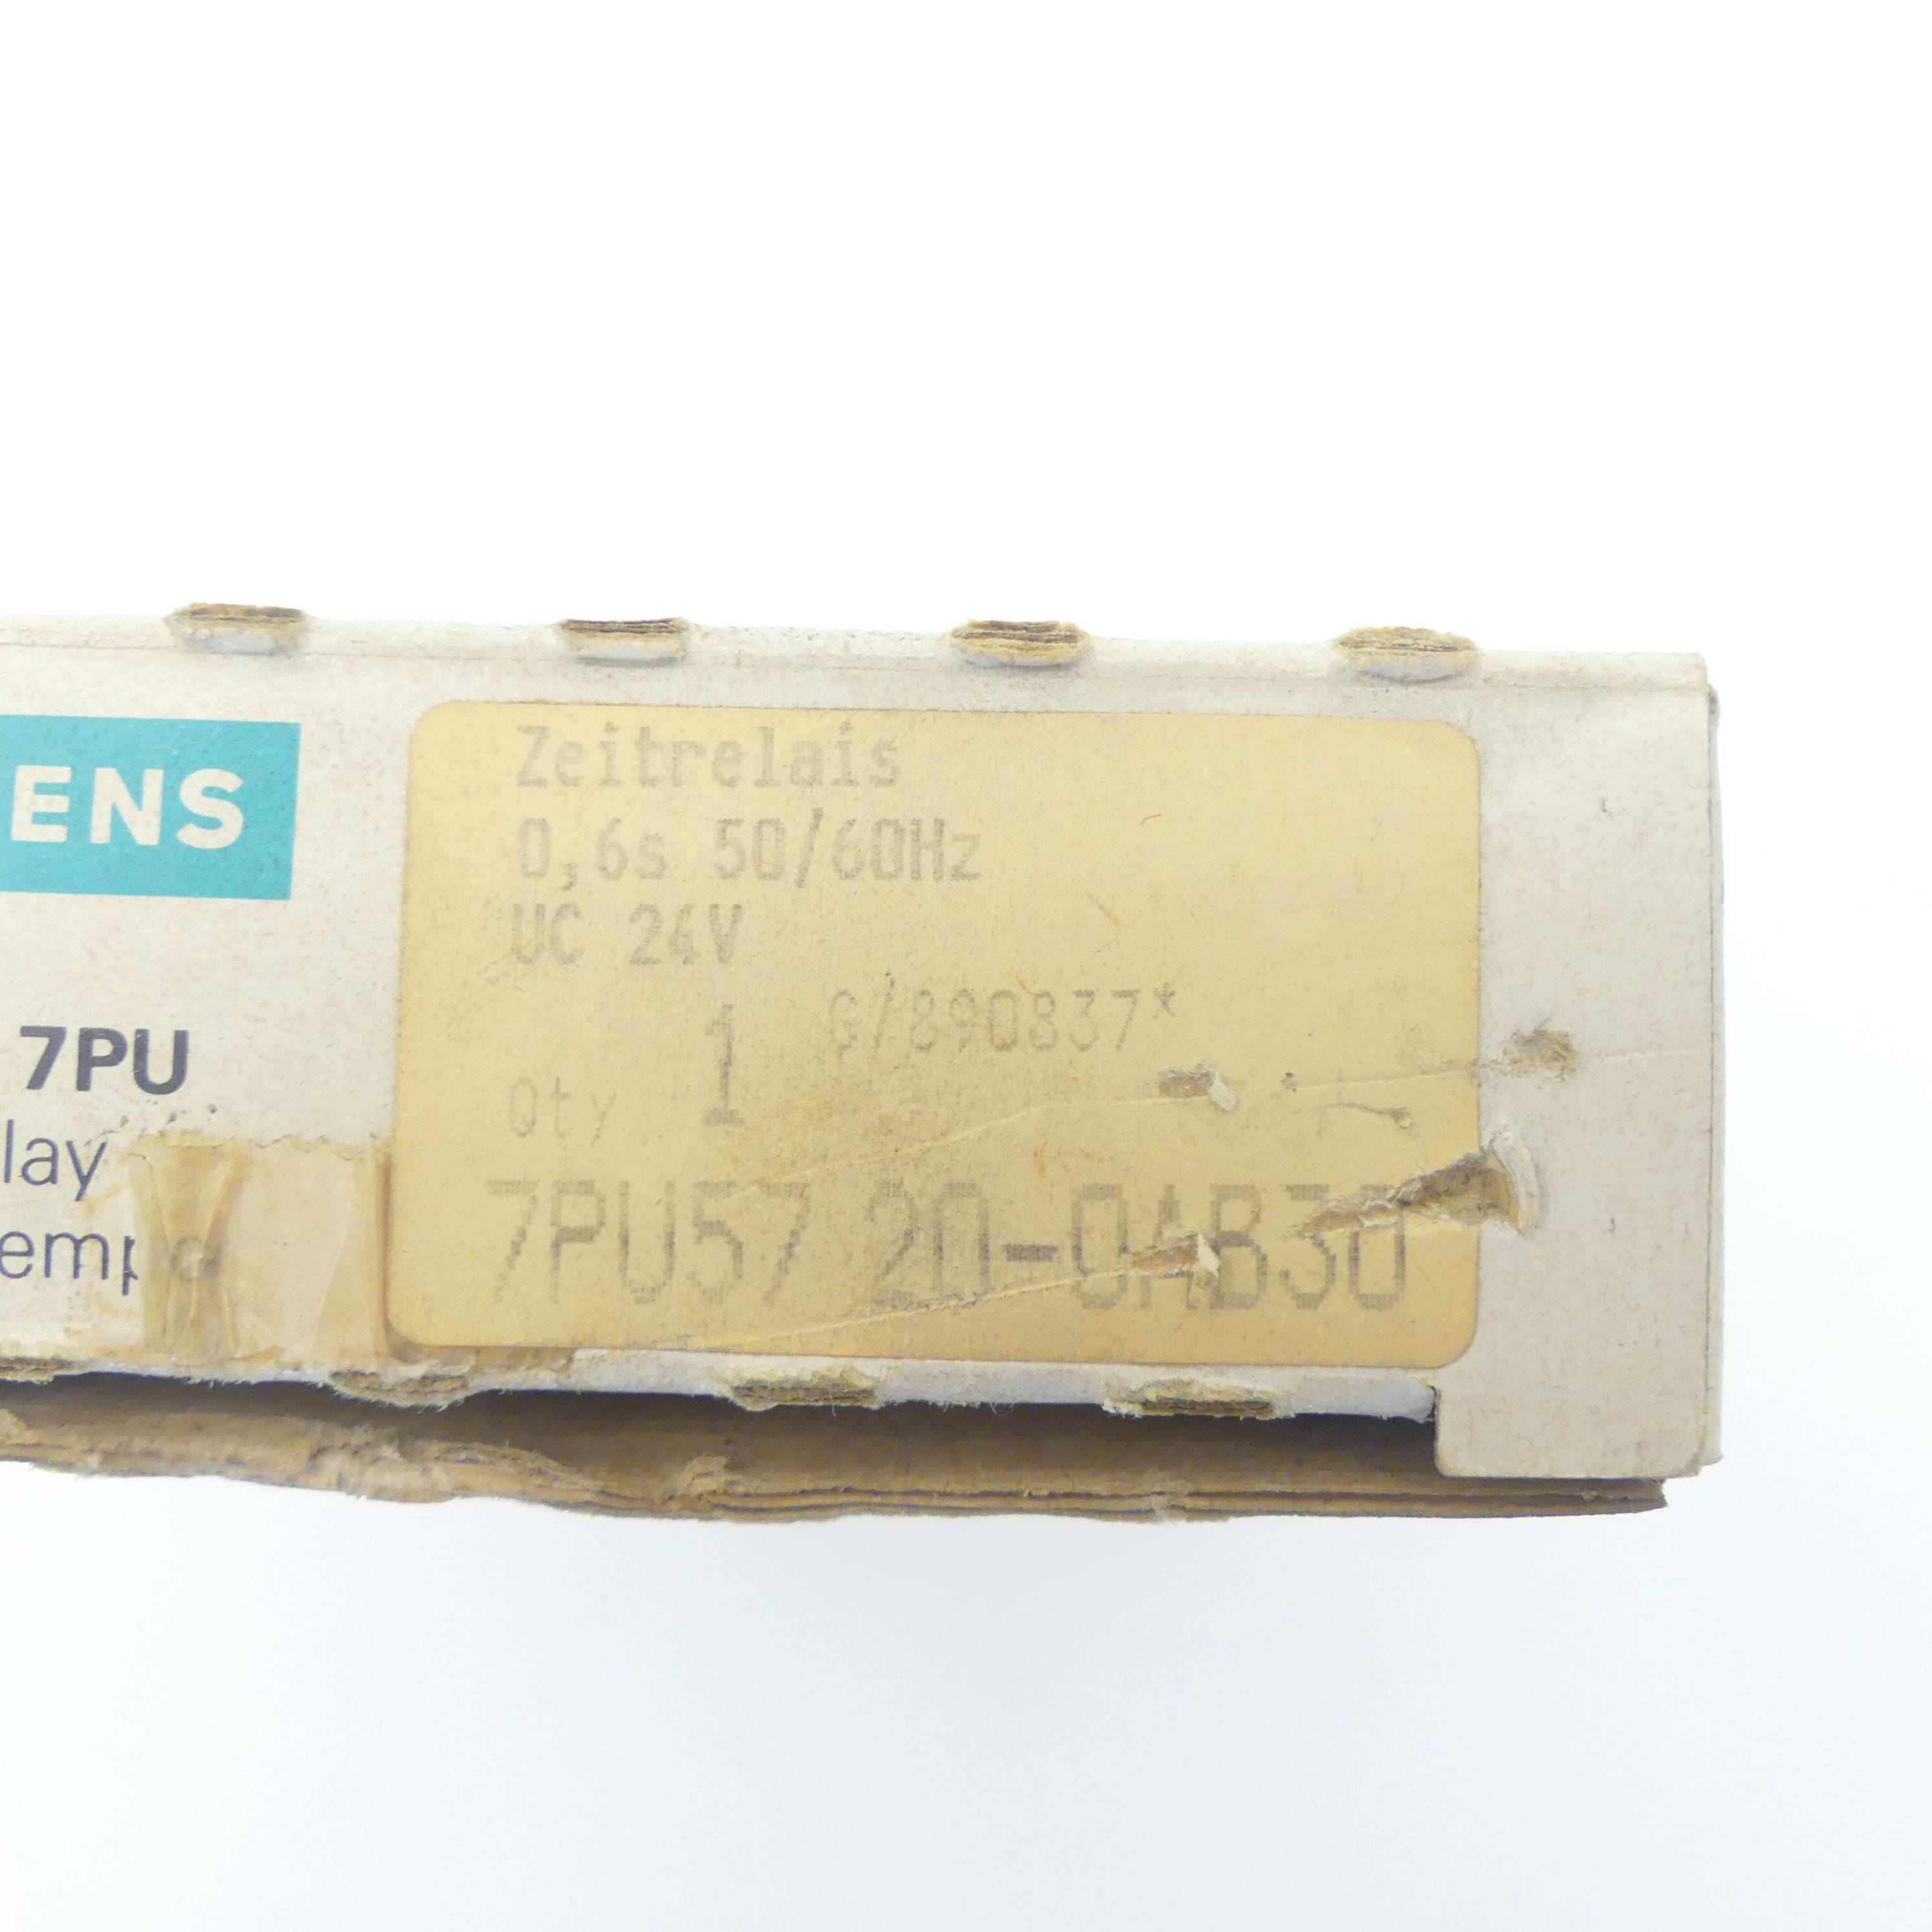 ENS
7PU
lay
emp
Zeitrelais
0,6s 50/60Hz
UC 24V
1 G/890837*
Qty
7PU57 20-0AB30